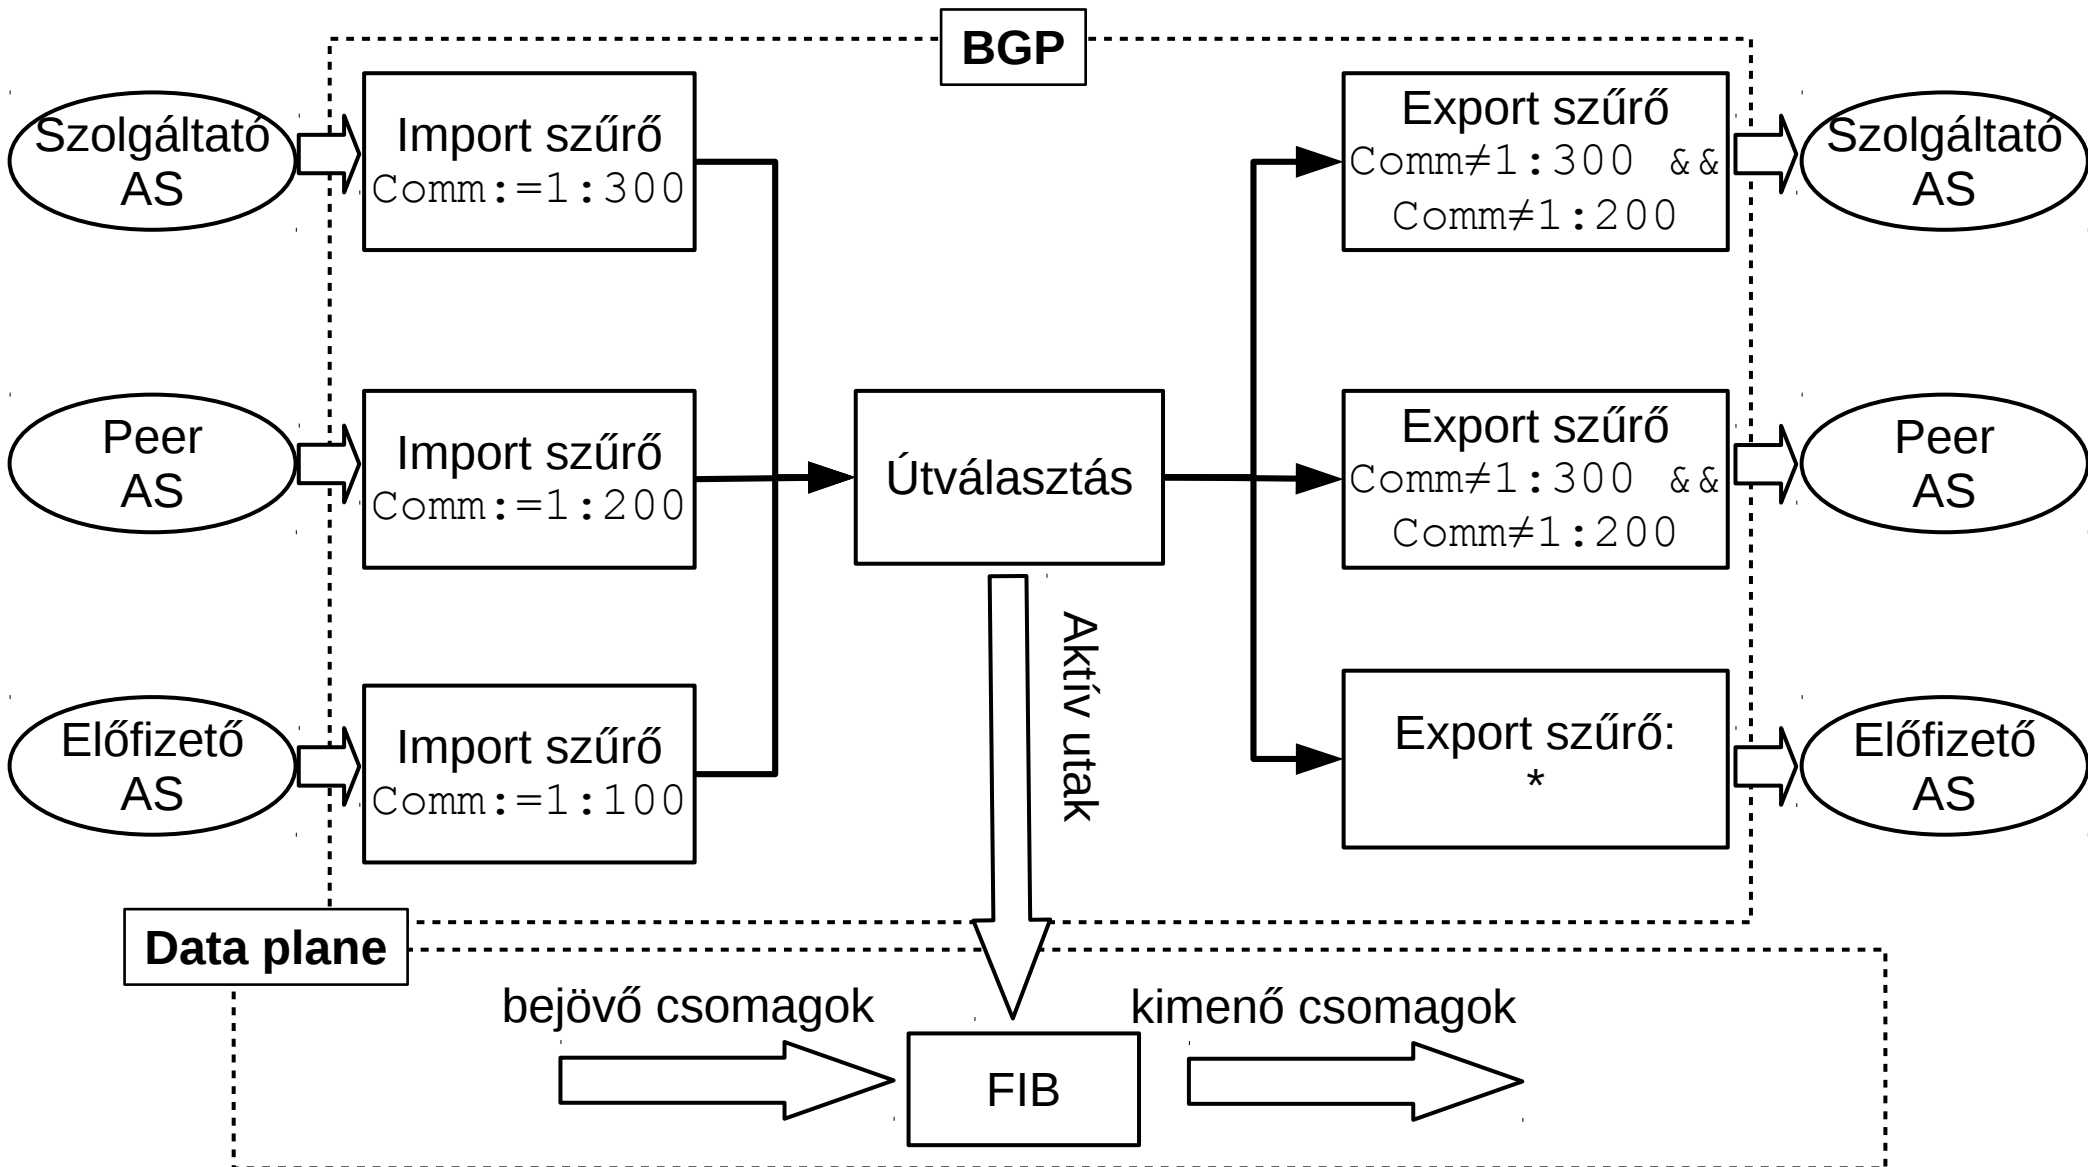 BGP
Szolgáltató
AS
Import szűrő
Comm:=1:300
Export szűrő
Comm≠1:300 &&
Comm≠1:200
Szolgáltató
AS
Peer
AS
Import szűrő
Comm:=1:200
Útválasztás
Export szűrő
Comm≠1:300 &&
Comm≠1:200
Peer
AS
Aktív utak
Előfizető
AS
Import szűrő
Comm:=1:100
Export szűrő:
*
Előfizető
AS
Data plane
bejövő csomagok
kimenő csomagok
FIB